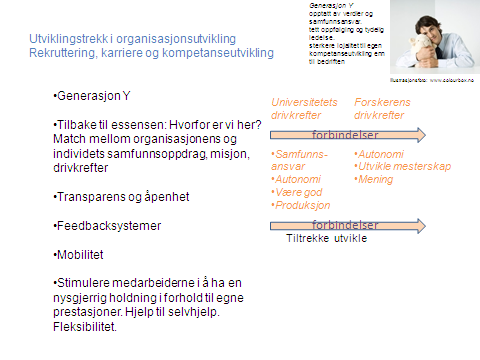 Generasjon Y
opptatt av verdier og
samfunnsansvar.
tett oppfølging og tydelig
ledelse.
sterkere lojalitet til egen
kompetanseutvikling enn
til bedriften
Illustrasjonsfoto: www.colourbox.no
Utviklingstrekk i organisasjonsutvikling
Rekruttering, karriere og kompetanseutvikling
•Generasjon Y
•Tilbake til essensen: Hvorfor er vi her?
Match mellom organisasjonens og
individets samfunnsoppdrag, misjon,
drivkrefter
•Transparens og åpenhet
•Feedbacksystemer
•Mobilitet
•Stimulere medarbeiderne i å ha en
nysgjerrig holdning i forhold til egne
prestasjoner. Hjelp til selvhjelp.
Fleksibilitet.
Universitetets
drivkrefter
Forskerens
drivkrefter
forbindelser
•Samfunns-
ansvar
•Autonomi
•Være god
•Produksjon
•Autonomi
•Utvikle mesterskap
•Mening
forbindelser
Tiltrekke utvikle